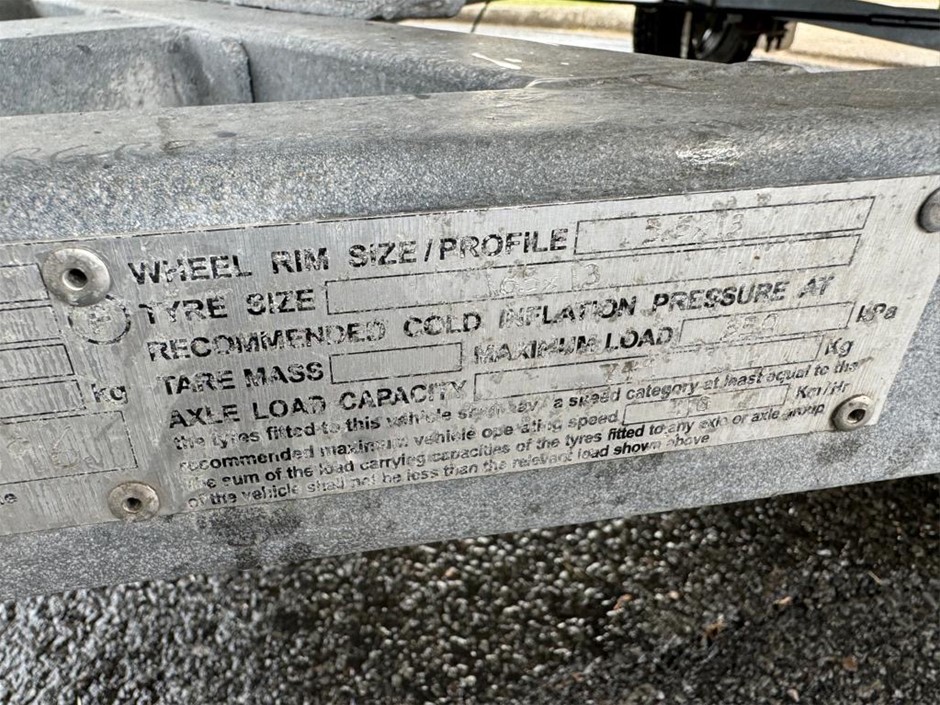 WHEEL RIM SIZE/PROFILE
TYRE SIZE 165x13
RECOMMENDED COLD INFLATION PRESSURE AT
TARE MASS MAXIMUM LOAD kPa
AXLE LOAD CAPACITY Kg
kg
the tyres fitted to this vehicle a speed category at least equal to the
recommended maximum vehicle operating speed Km/Hr
the sum of the load carrying capacities of the tyres fitted to any axle or axle group
of the vehicle shall not be less than the relevant load shown above